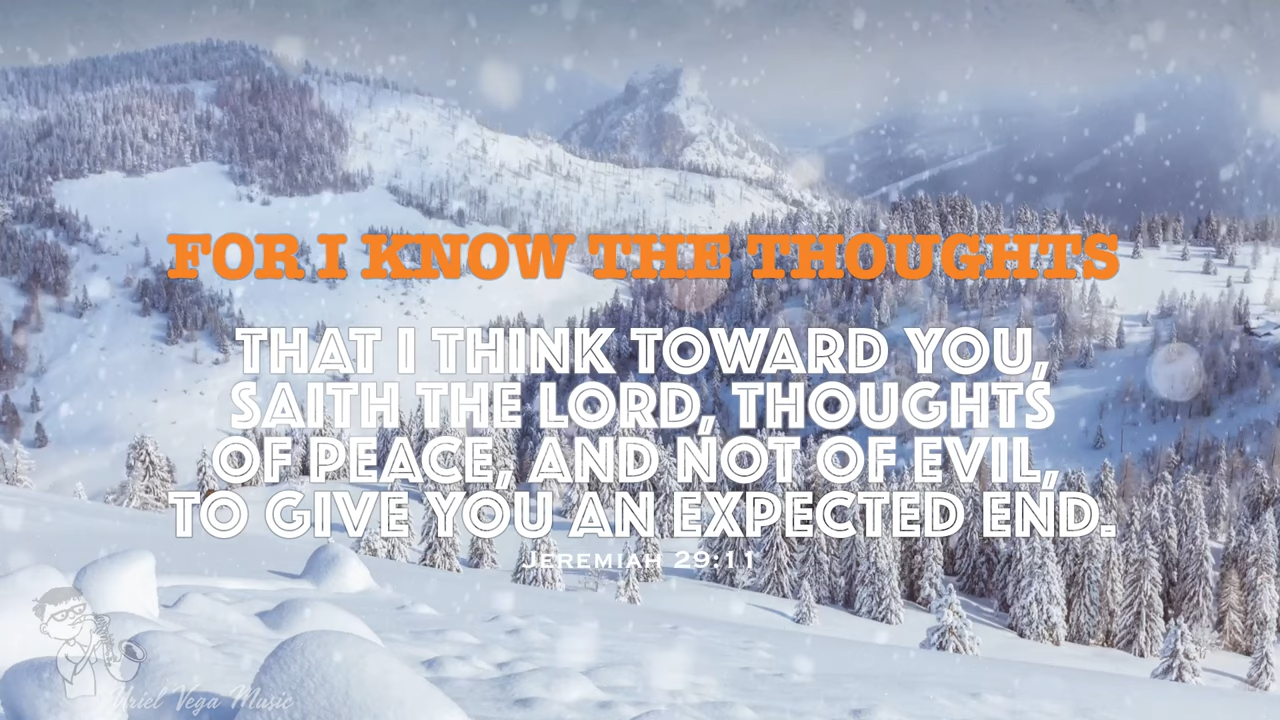 FOR I KNOW THE THOUGHTS
THAT I THINK TOWARD YOU,
SAITH THE LORD, THOUGHTS
OF PEACE, AND NOT OF EVIL,
TO GIVE YOU AN EXPECTED END.
JEREMIAH 29:11
Uriel Vega Music